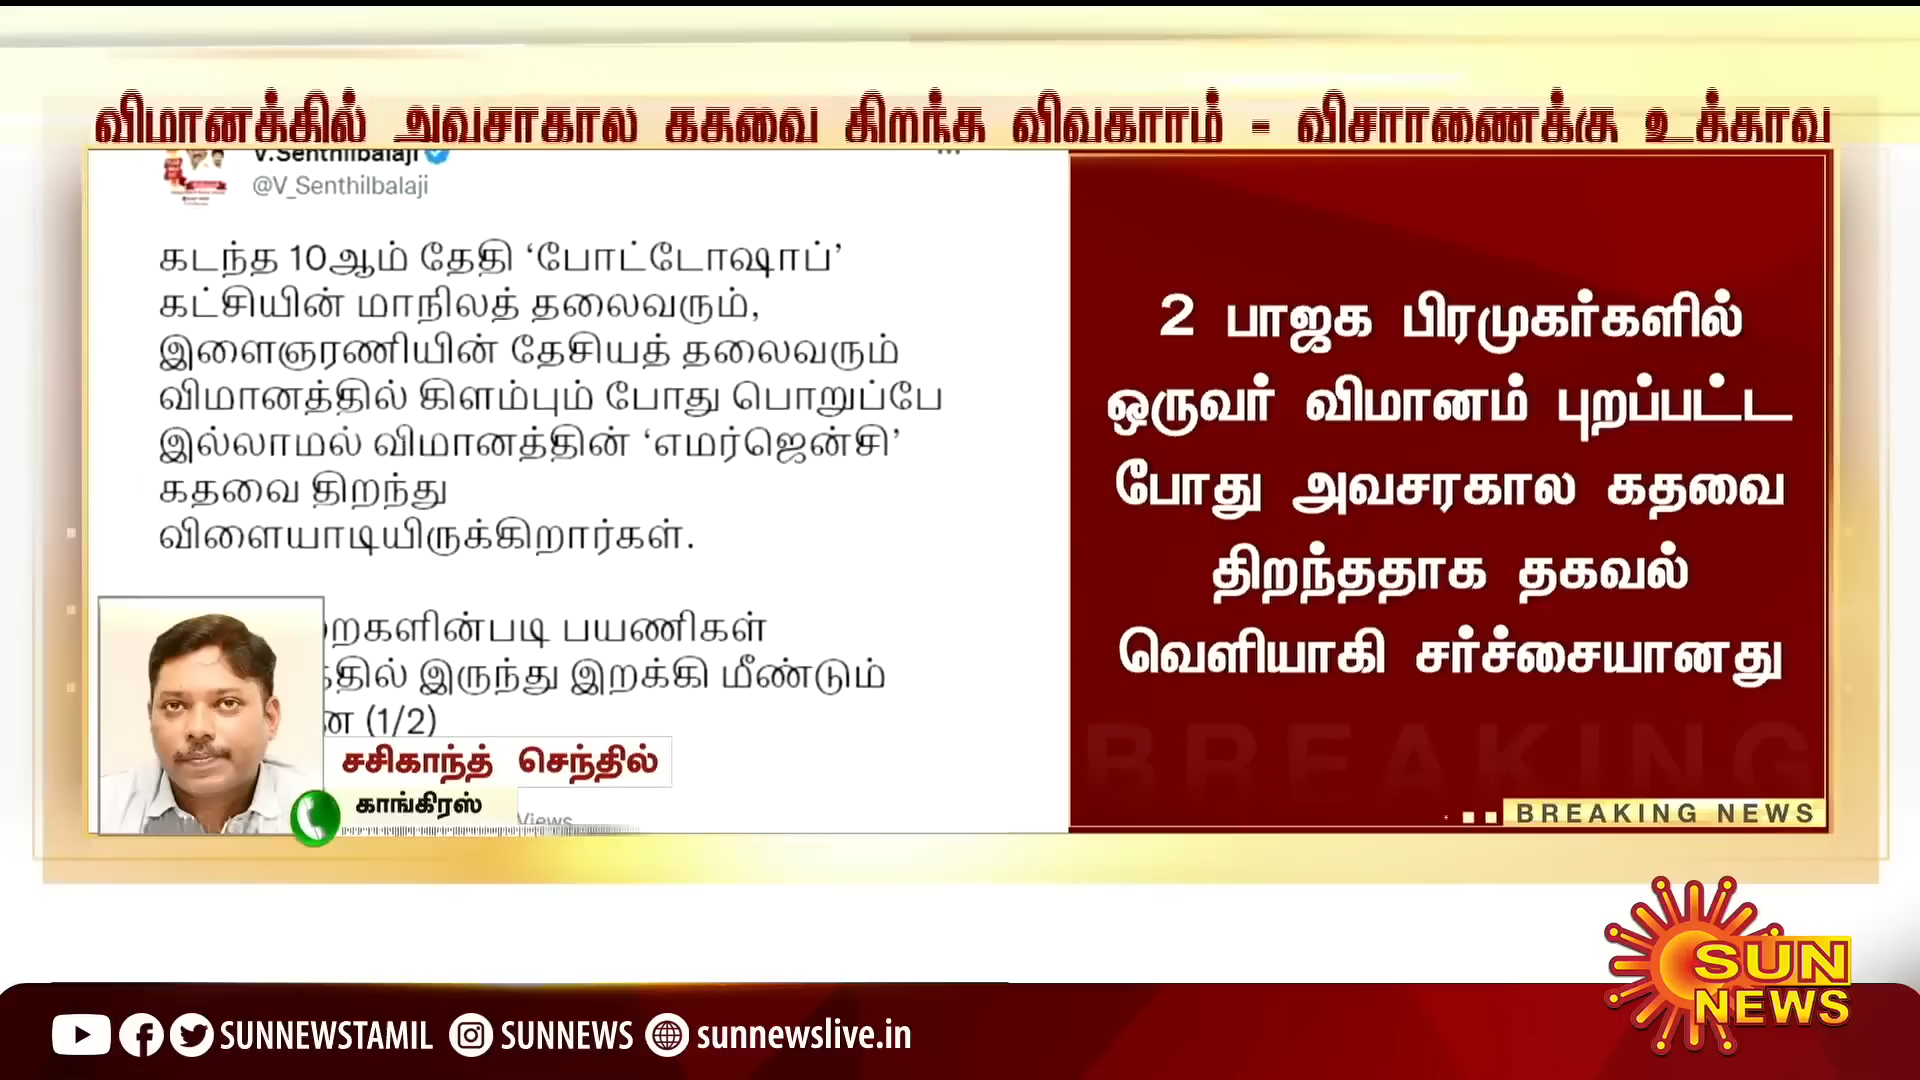 விமானத்தில் அவசரகால கதவை திறந்த விவகாரம் - விசாரணைக்கு உத்தரவு
V.Senthilbalaji
@V_Senthilbalaji
கடந்த 10ஆம் தேதி ‘போட்டோஷாப்’
கட்சியின் மாநிலத் தலைவரும்,
இளைஞரணியின் தேசியத் தலைவரும்
விமானத்தில் கிளம்பும் போது பொறுப்பே
இல்லாமல் விமானத்தின் ‘எமர்ஜென்சி’
கதவை திறந்து
விளையாடியிருக்கிறார்கள்.
றைகளின்படி பயணிகள்
த்தில் இருந்து இறக்கி மீண்டும்
ன (1/2)
Views
சசிகாந்த் செந்தில்
காங்கிரஸ்
2 பாஜக பிரமுகர்களில்
ஒருவர் விமானம் புறப்பட்ட
போது அவசரகால கதவை
திறந்ததாக தகவல்
வெளியாகி சர்ச்சையானது
BREAKING
BREAKING NEWS
SUN
NEWS
SUNNEWSTAMIL SUNNEWS sunnewslive.in